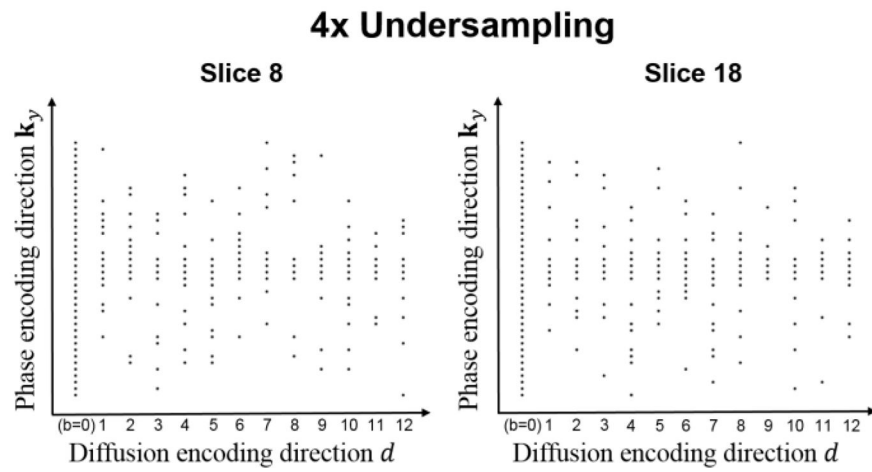 4x Undersampling
Slice 8
Slice 18
Phase encoding direction k_y
(b=0) 1 2 3 4 5 6 7 8 9 10 11 12
Diffusion encoding direction d
Phase encoding direction k_y
(b=0) 1 2 3 4 5 6 7 8 9 10 11 12
Diffusion encoding direction d